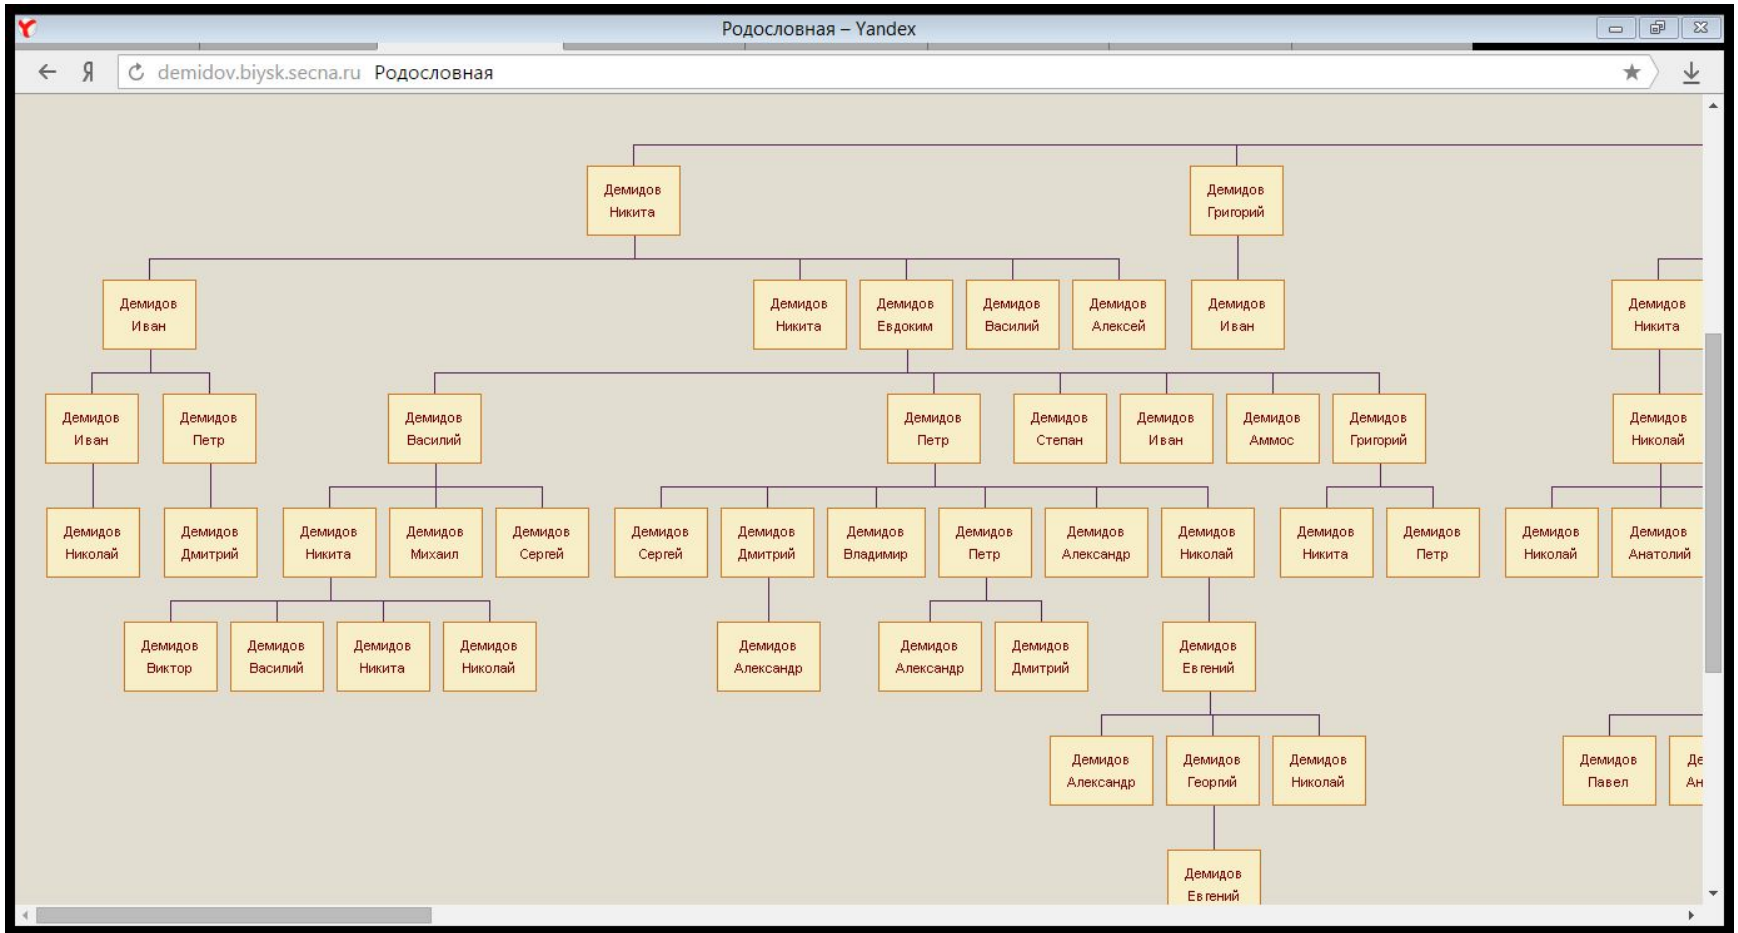 Родословная – Yandex
Я demidov.biysk.secna.ru Родословная
Демидов
Никита
Демидов
Григорий
Демидов
Иван
Демидов
Никита
Демидов
Евдоким
Демидов
Василий
Демидов
Алексей
Демидов
Иван
Демидов
Никита
Демидов
Иван
Демидов
Петр
Демидов
Василий
Демидов
Петр
Демидов
Степан
Демидов
Иван
Демидов
Аммос
Демидов
Григорий
Демидов
Николай
Демидов
Николай
Демидов
Дмитрий
Демидов
Никита
Демидов
Михаил
Демидов
Сергей
Демидов
Сергей
Демидов
Дмитрий
Демидов
Владимир
Демидов
Петр
Демидов
Александр
Демидов
Николай
Демидов
Никита
Демидов
Петр
Демидов
Николай
Демидов
Анатолий
Демидов
Виктор
Демидов
Василий
Демидов
Никита
Демидов
Николай
Демидов
Александр
Демидов
Александр
Демидов
Дмитрий
Демидов
Евгений
Демидов
Александр
Демидов
Георгий
Демидов
Николай
Демидов
Павел
Де
Ан
Демидов
Евгений